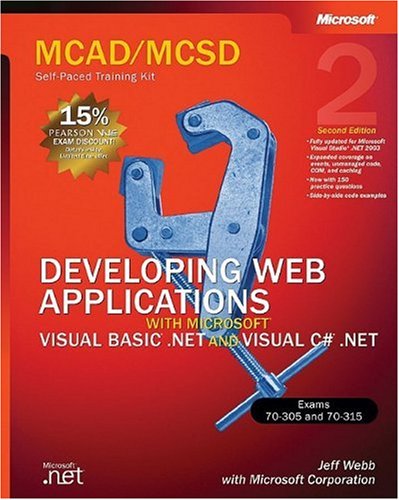 Microsoft®
MCAD/MCSD
Self-Paced Training Kit
15%
PEARSON VUE
EXAM DISCOUNT!
2
Second Edition
• Fully updated for Microsoft
Visual Studio® .NET 2003
• Expanded coverage on
events, unmanaged code,
COM, and caching
• Now with 150
practice questions
• Side-by-side code examples
DEVELOPING WEB
APPLICATIONS
WITH MICROSOFT®
VISUAL BASIC® .NET AND VISUAL C#® .NET
Exams
70-305 and 70-315
Microsoft®
.net
Jeff Webb
with Microsoft Corporation